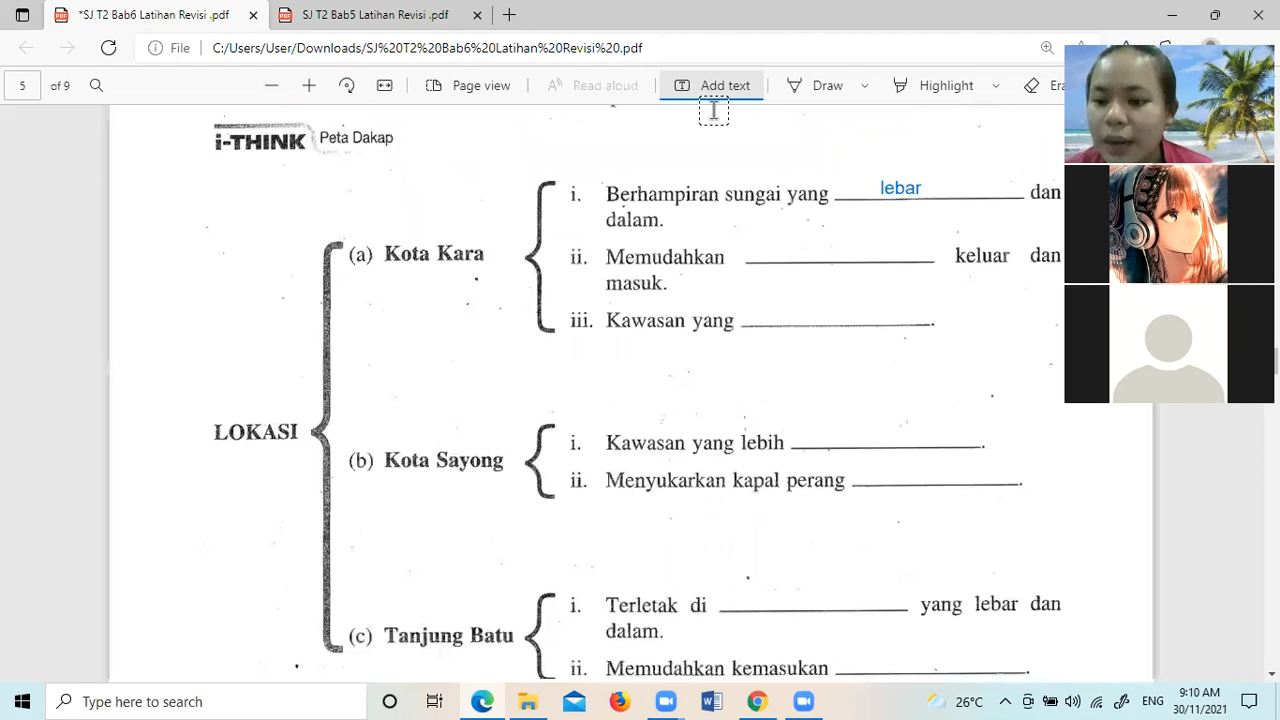 *SJ T2 Bab6 Latihan Revisi .pdf
SJ T2 Bab5 Latihan Revisi.pdf
File C:/Users/User/Downloads/SJ%20T2%20Bab6%20Latihan%20Revisi%20.pdf
5 of 9 Page view Read aloud Add text Draw Highlight Era
i-THINK Peta Dakap
LOKASI
(a) Kota Kara
i. Berhampiran sungai yang lebar dan
dalam.
ii. Memudahkan keluar dan
masuk.
iii. Kawasan yang .
(b) Kota Sayong
i. Kawasan yang lebih .
ii. Menyukarkan kapal perang .
(c) Tanjung Batu
i. Terletak di yang lebar dan
dalam.
ii. Memudahkan kemasukan .
Type here to search
26°C
ENG
9:10 AM
30/11/2021